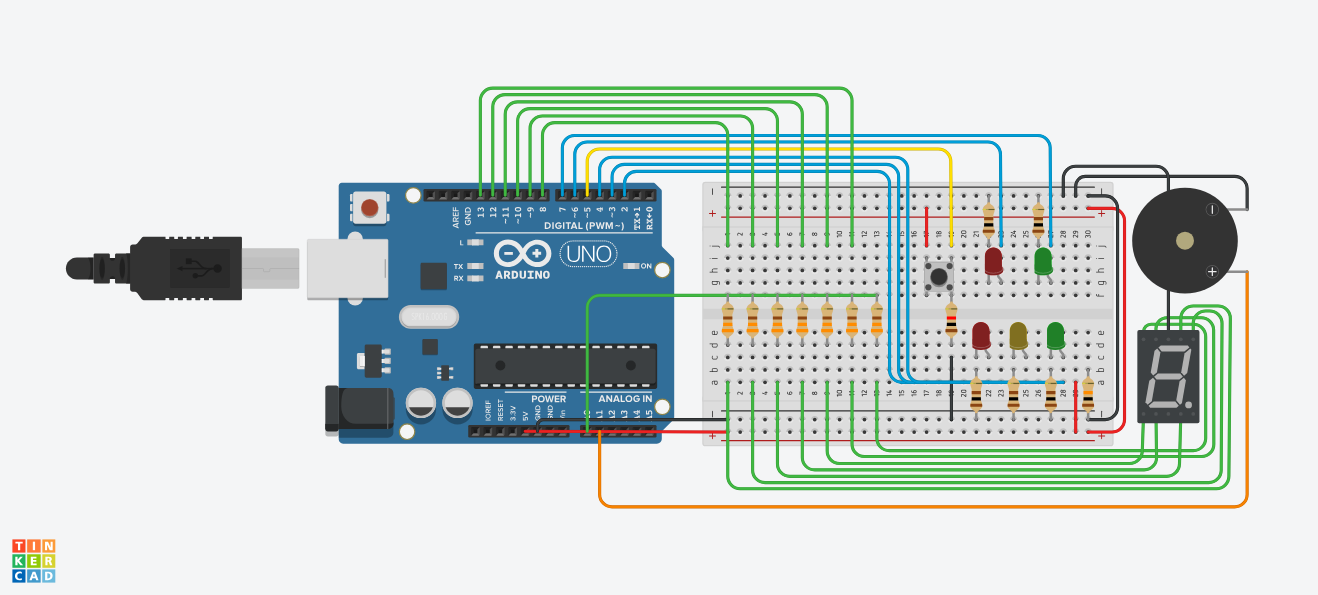 AREF
GND
13
12
~11
~10
~9
8
7
~6
~5
4
~3
2
TX→1
RX←0
DIGITAL (PWM~)
L
TX
RX
ARDUINO
UNO
ON
POWER
ANALOG IN
IOREF
RESET
3.3V
5V
GND
GND
Vin
A1
A2
A3
A4
A5
TIN
KER
CAD